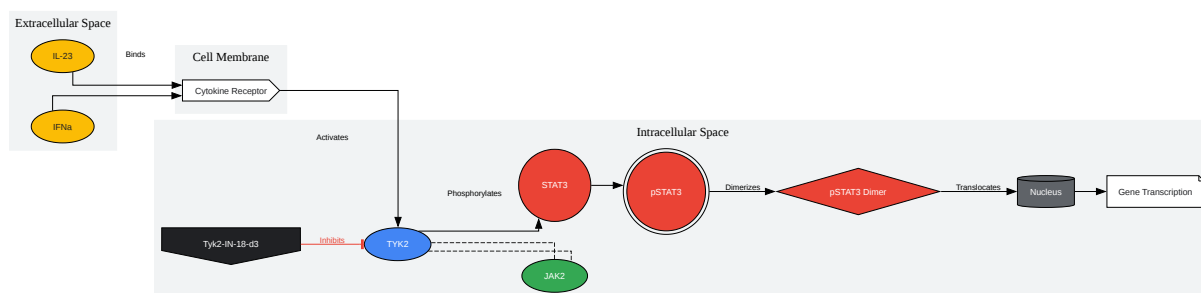 Extracellular Space
IL-23
Binds
Cell Membrane
Cytokine Receptor
IFNa
Intracellular Space
Activates
STAT3
pSTAT3
Dimerizes
pSTAT3 Dimer
Translocates
Nucleus
Gene Transcription
Phosphorylates
Tyk2-IN-18-d3
Inhibits
TYK2
JAK2